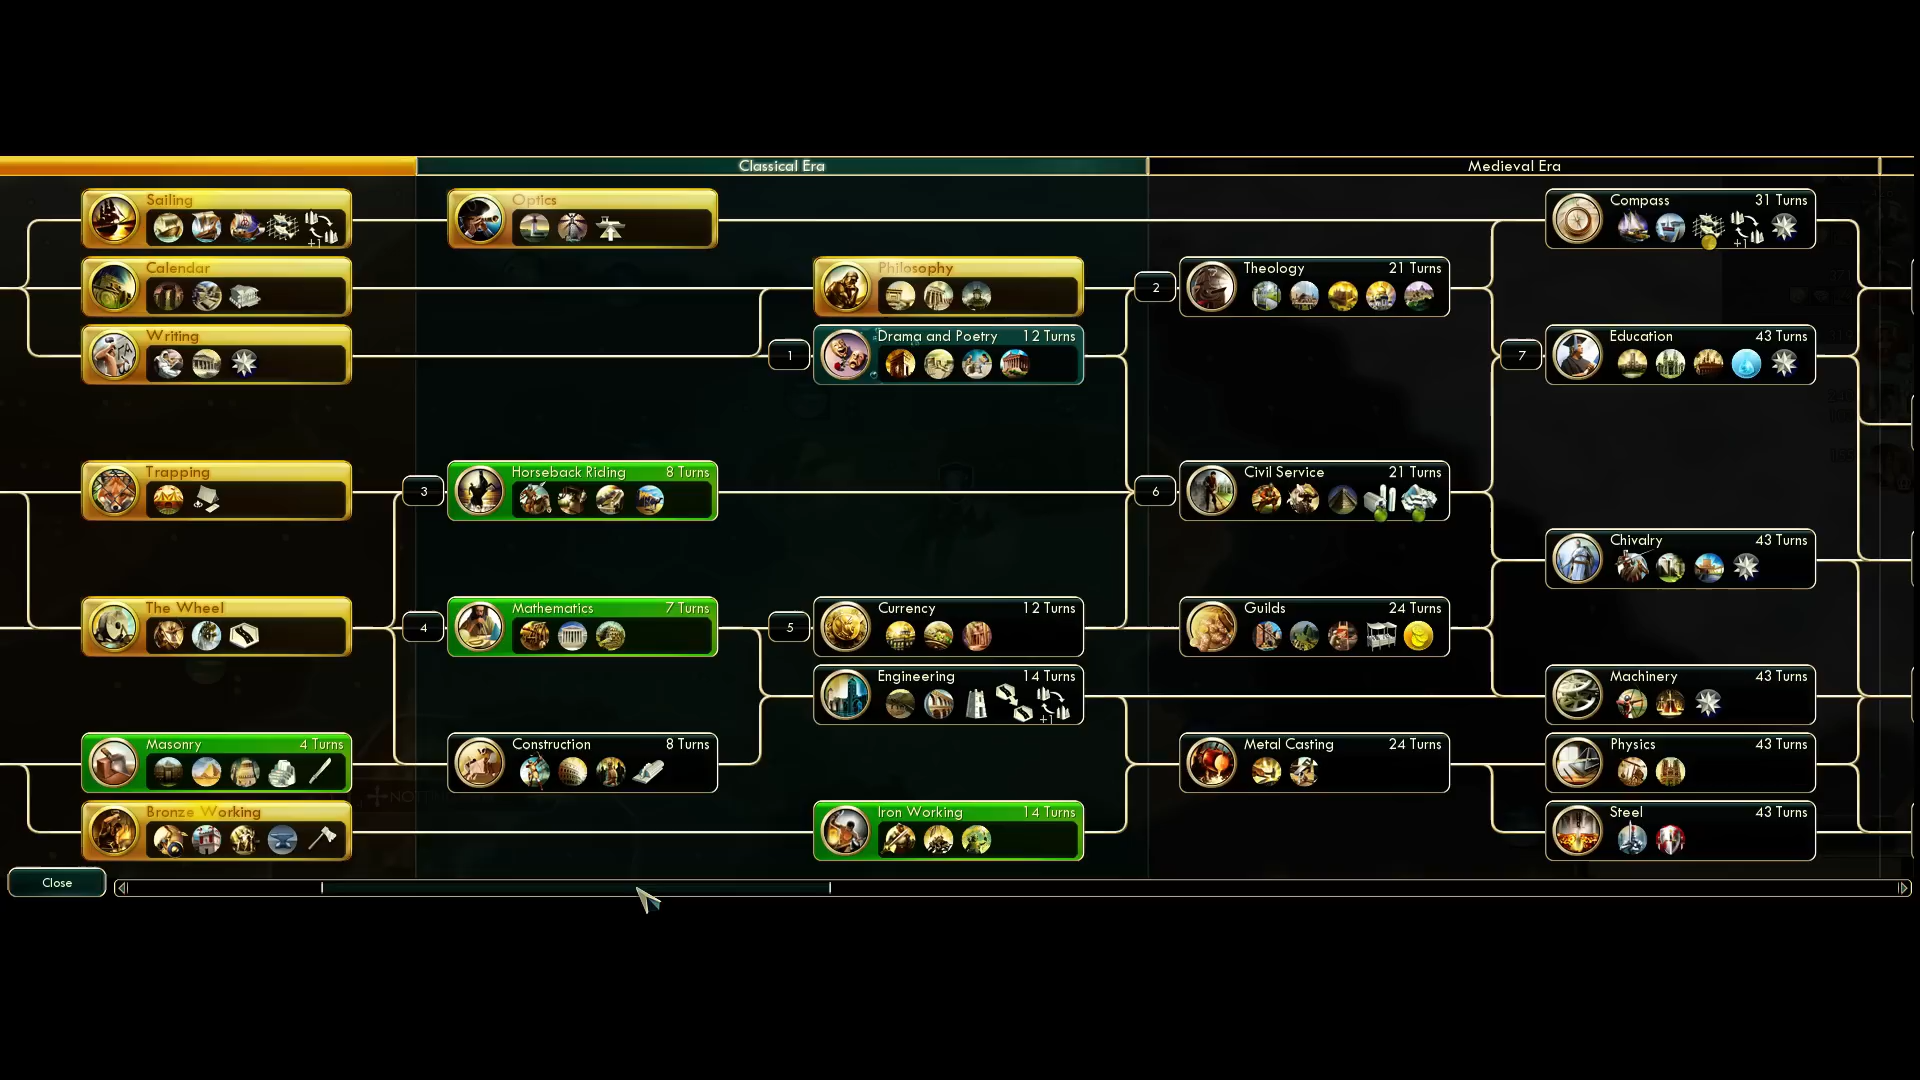 Classical Era
Medieval Era
Sailing
+1
Optics
Compass 31 Turns
+1
Calendar
Philosophy
2
Theology 21 Turns
Writing
1
Drama and Poetry 12 Turns
7
Education 43 Turns
Trapping
3
Horseback Riding 8 Turns
6
Civil Service 21 Turns
Chivalry 43 Turns
The Wheel
4
Mathematics 7 Turns
5
Currency 12 Turns
Guilds 24 Turns
Engineering 14 Turns
+1
Machinery 43 Turns
Masonry 4 Turns
Construction 8 Turns
Metal Casting 24 Turns
Physics 43 Turns
Bronze Working
Iron Working 14 Turns
Steel 43 Turns
Close